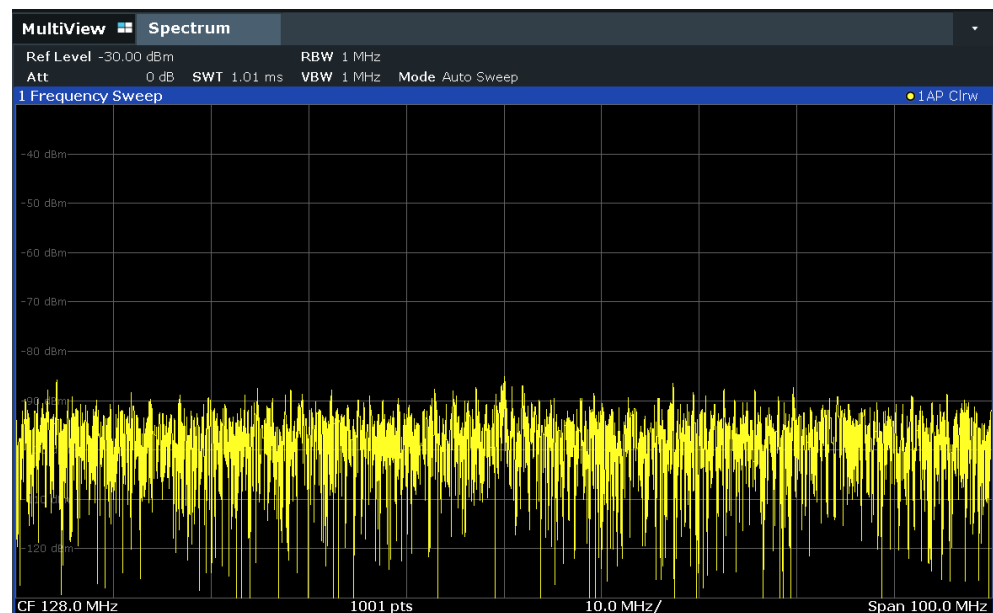 MultiView Spectrum
Ref Level -30.00 dBm RBW 1 MHz
Att 0 dB SWT 1.01 ms VBW 1 MHz Mode Auto Sweep
1 Frequency Sweep 1AP Clrw
-40 dBm
-50 dBm
-60 dBm
-70 dBm
-80 dBm
-120 dBm
CF 128.0 MHz 1001 pts 10.0 MHz/ Span 100.0 MHz